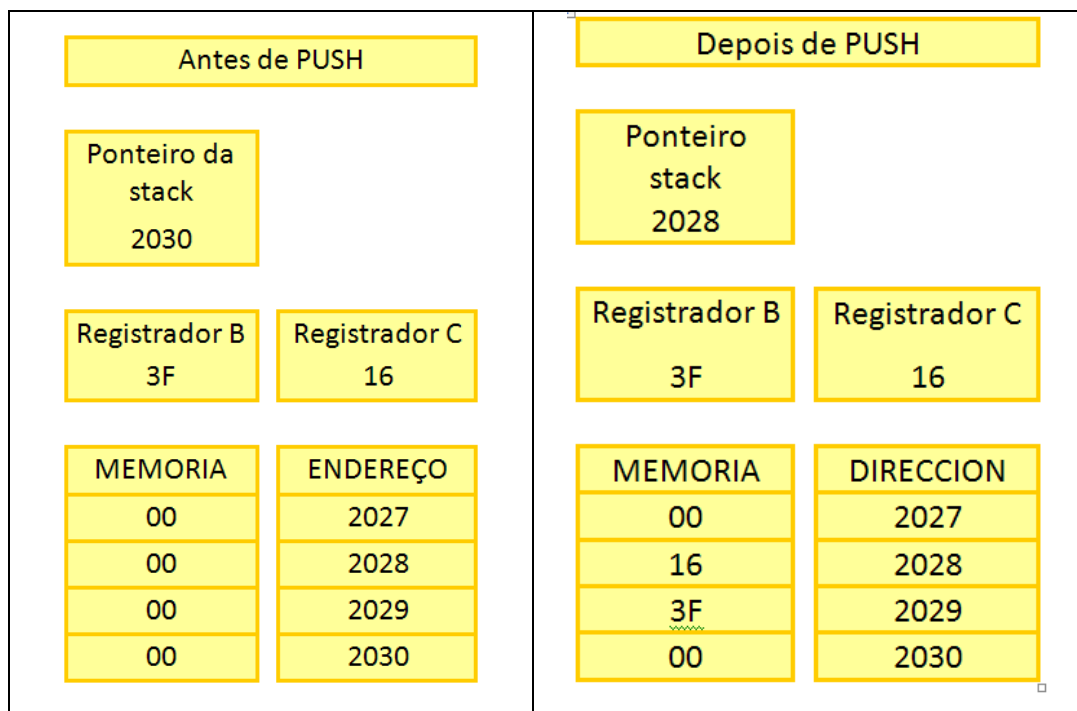 Antes de PUSH
Ponteiro da
stack
2030
Registrador B
3F
Registrador C
16
MEMORIA ENDEREÇO
00 2027
00 2028
00 2029
00 2030
Depois de PUSH
Ponteiro
stack
2028
Registrador B
3F
Registrador C
16
MEMORIA DIRECCION
00 2027
16 2028
3F 2029
00 2030